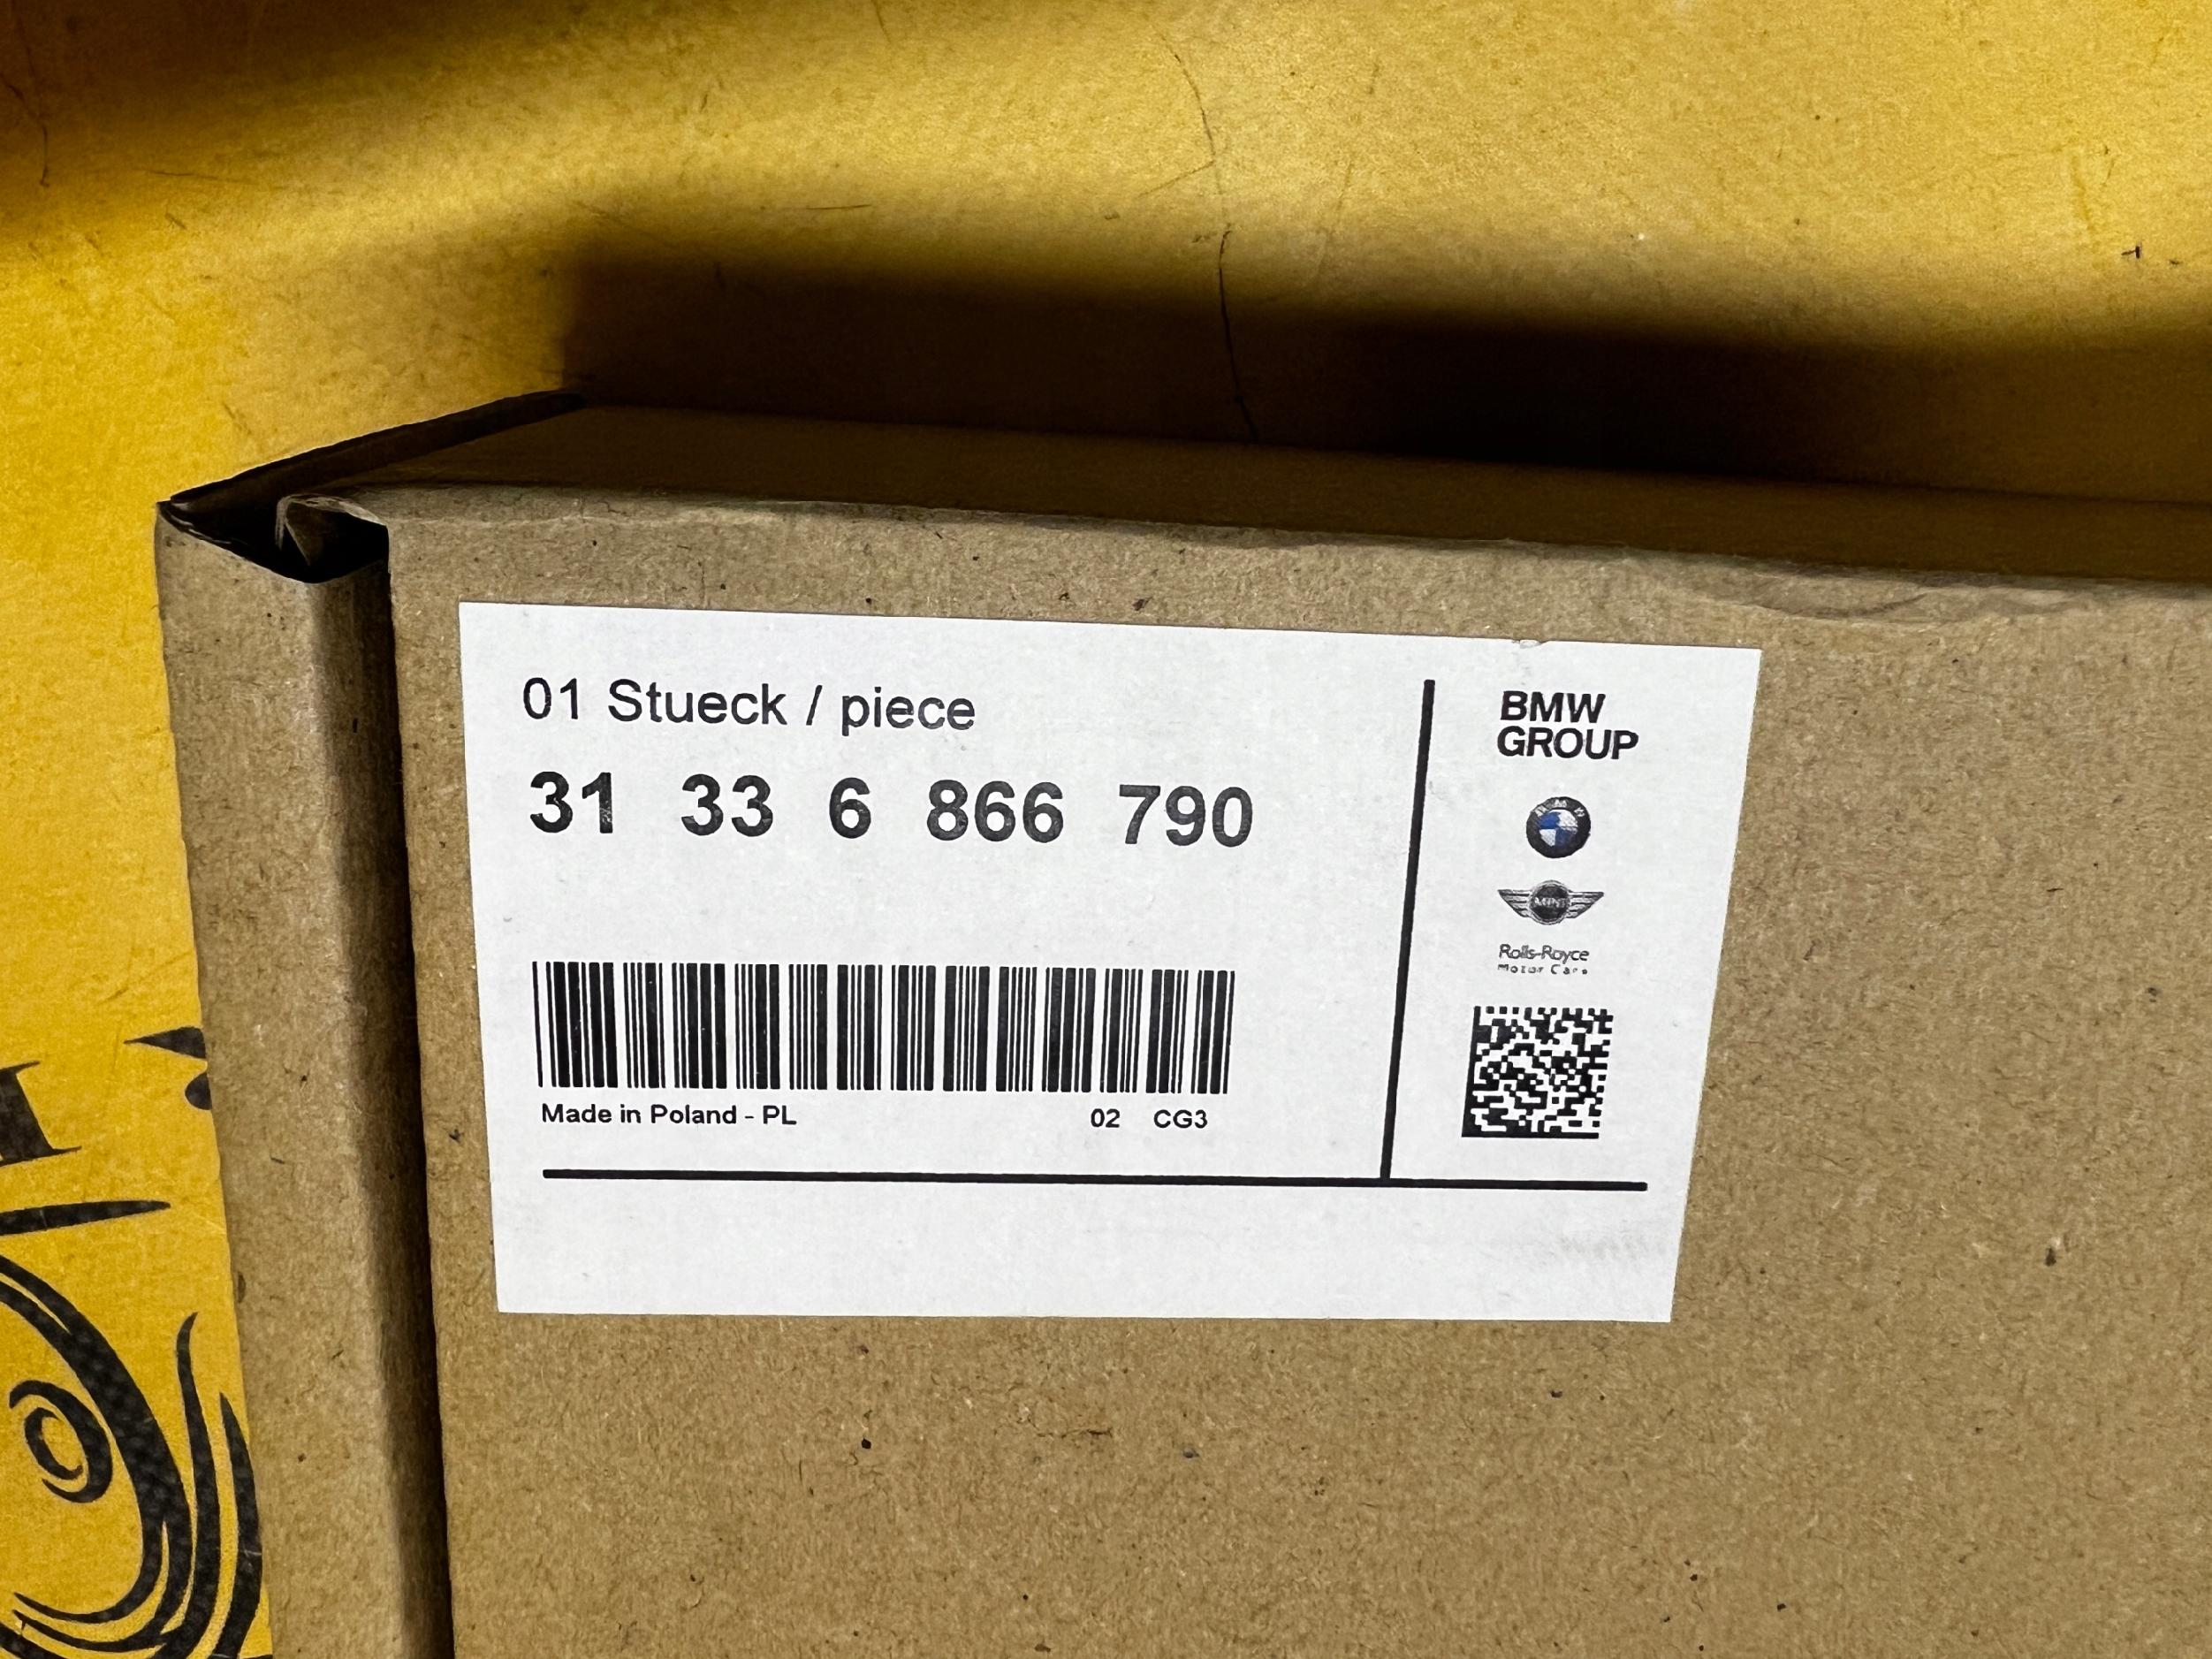 01 Stueck / piece
31 33 6 866 790
Made in Poland - PL 02 CG3
BMW
GROUP
MINI
Rolls-Royce
Motor Cars